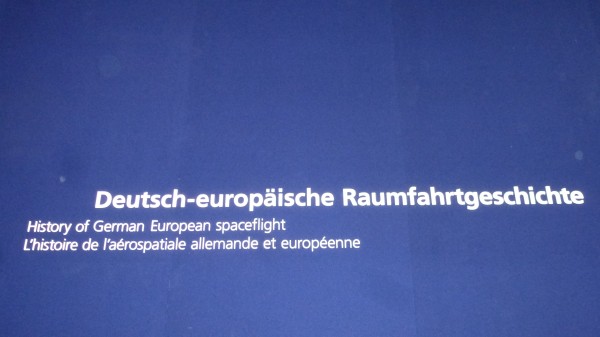 Deutsch-europäische Raumfahrtgeschichte
History of German European spaceflight
L'histoire de l'aérospatiale allemande et européenne